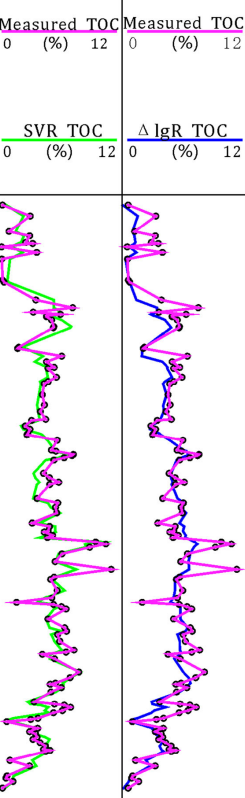 Measured TOC Measured TOC
0 (%) 12 0 (%) 12
SVR TOC Δ lgR TOC
0 (%) 12 0 (%) 12